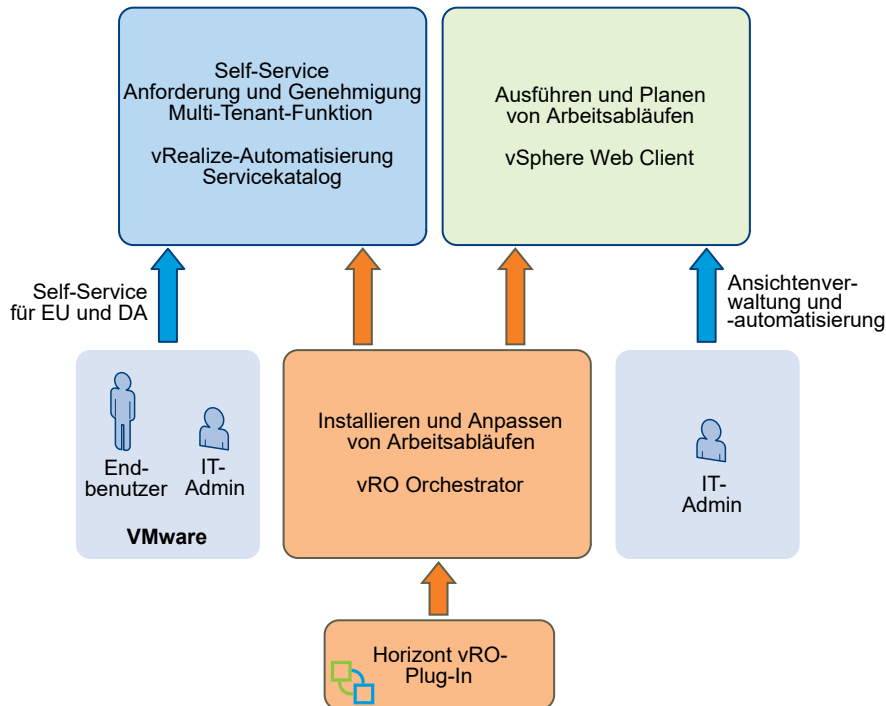 Self-Service
Anforderung und Genehmigung
Multi-Tenant-Funktion
vRealize-Automatisierung
Servicekatalog
Ausführen und Planen
von Arbeitsabläufen
vSphere Web Client
Self-Service
für EU und DA
Ansichtenver-
waltung und
-automatisierung
End-
benutzer
IT-
Admin
VMware
Installieren und Anpassen
von Arbeitsabläufen
vRO Orchestrator
IT-
Admin
Horizont vRO-
Plug-In